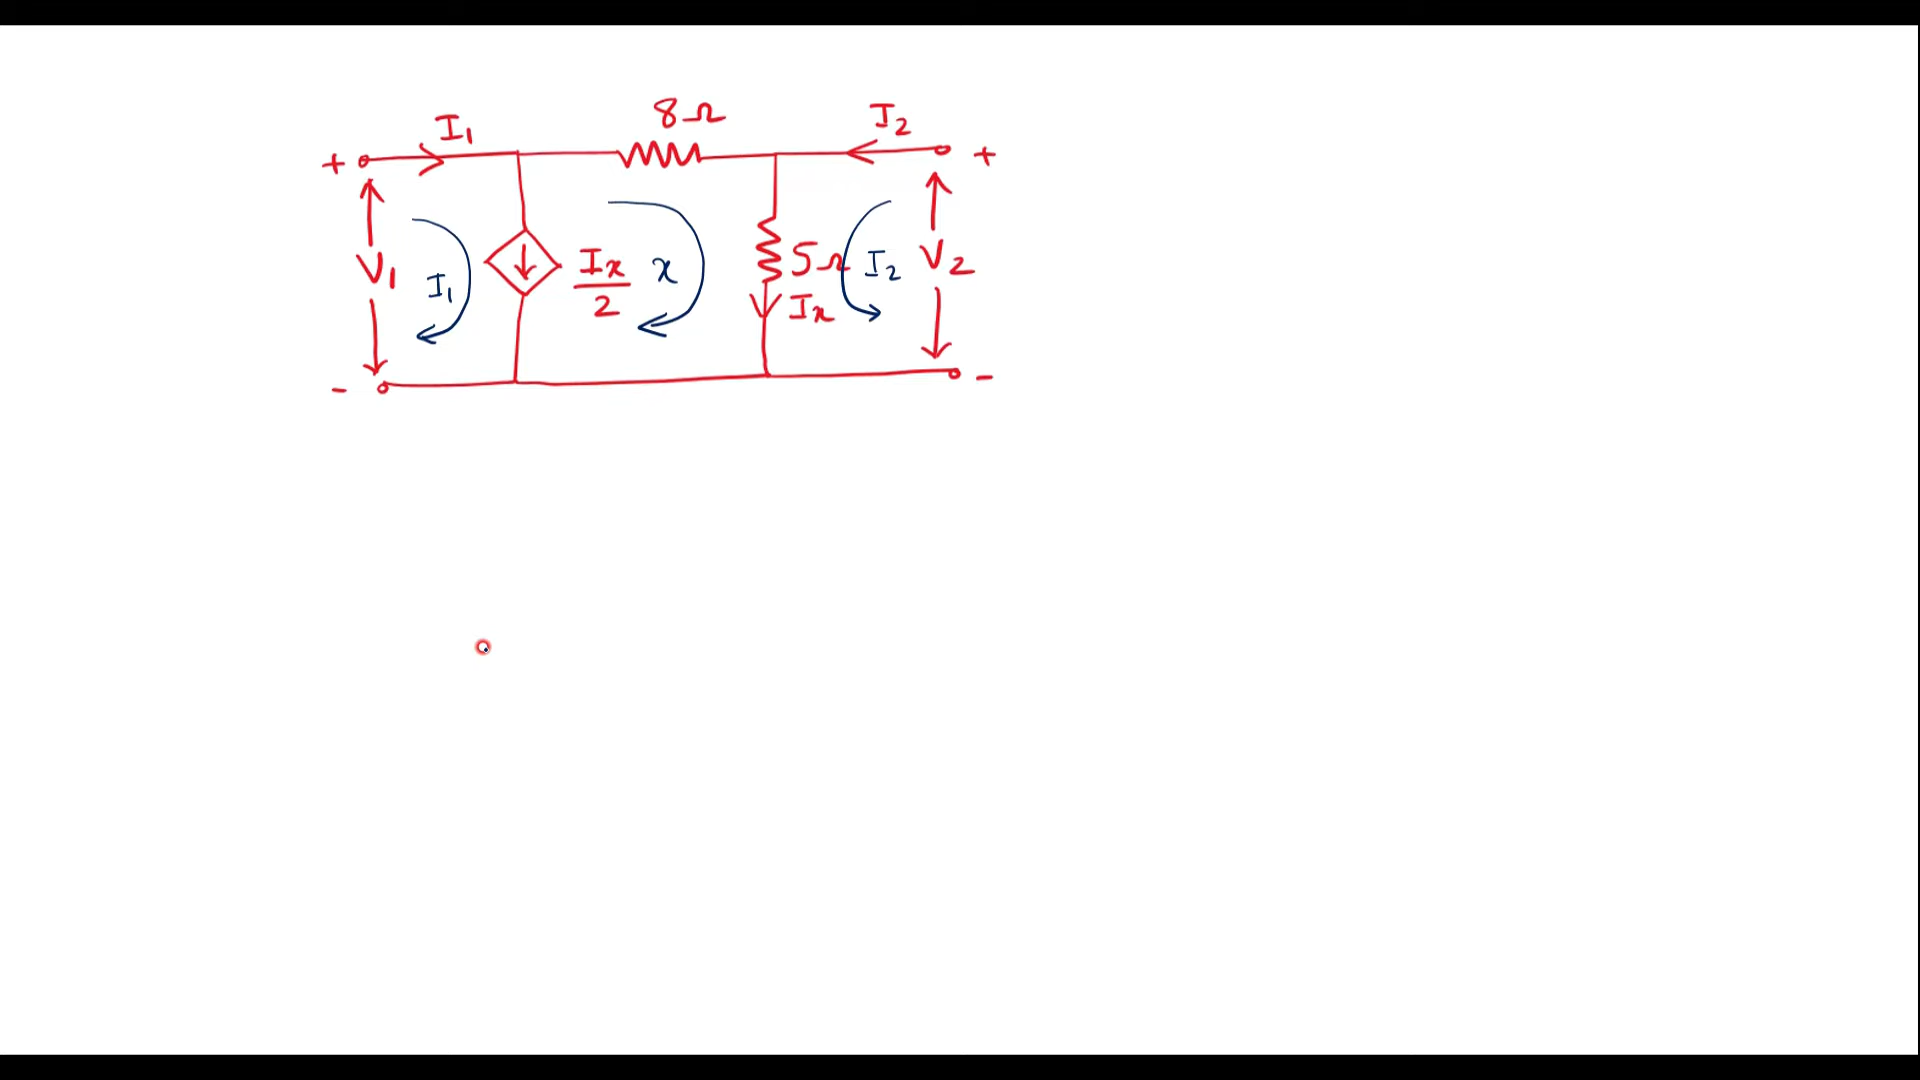 8Ω
I₁
I₂
+
+
V₁
I₁
Ix
2
x
5Ω
Ix
I₂
V₂
-
-